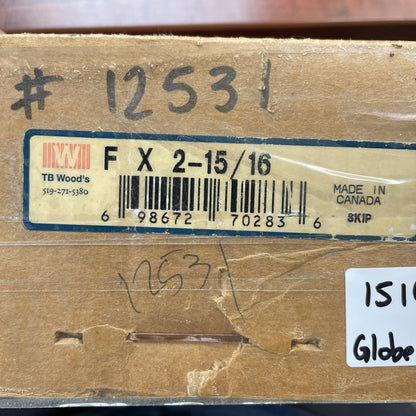 # 12531
TB Wood's
519-271-5380
F X 2-15/16
6 98672 70283 6
MADE IN
CANADA
SKIP
12531
151
Globe